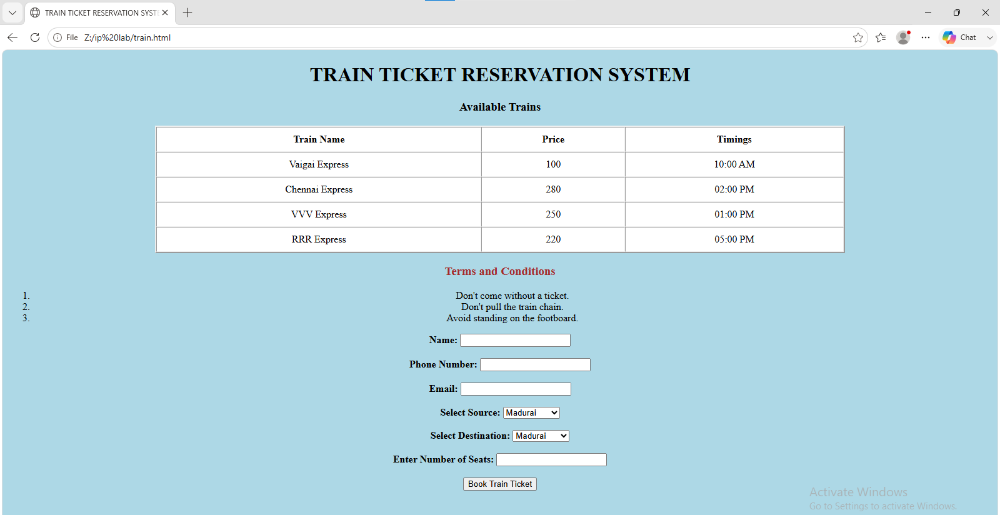 TRAIN TICKET RESERVATION SYSTE
File Z:/ip%20lab/train.html
Chat
TRAIN TICKET RESERVATION SYSTEM
Available Trains
Train Name Price Timings
Vaigai Express 100 10:00 AM
Chennai Express 280 02:00 PM
VVV Express 250 01:00 PM
RRR Express 220 05:00 PM
Terms and Conditions
1. Don't come without a ticket.
2. Don't pull the train chain.
3. Avoid standing on the footboard.
Name:
Phone Number:
Email:
Select Source: Madurai
Select Destination: Madurai
Enter Number of Seats:
Book Train Ticket
Activate Windows
Go to Settings to activate Windows.